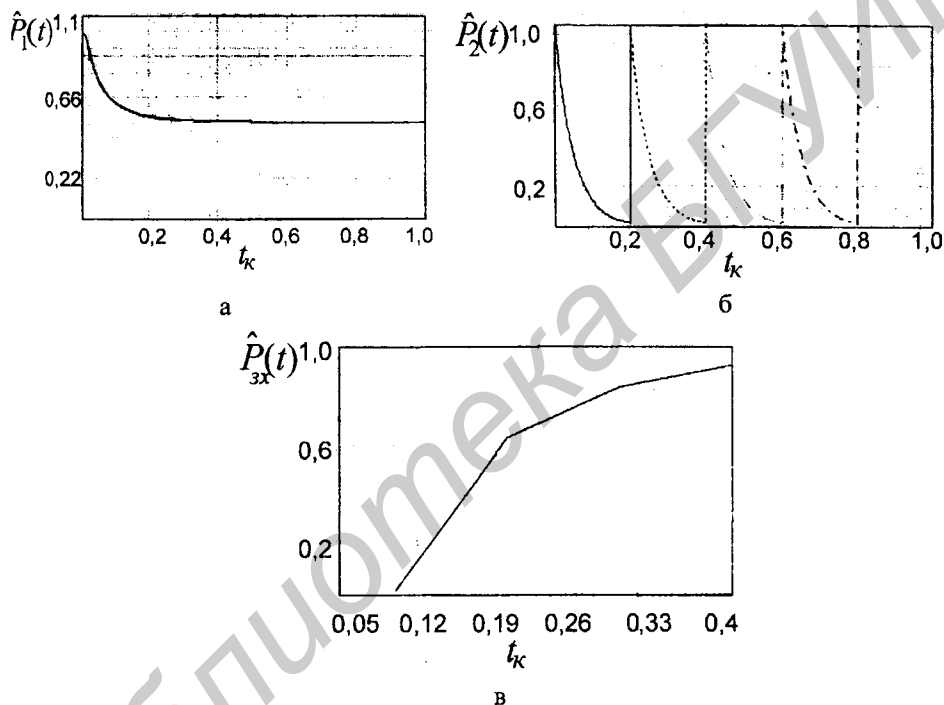 P̂₁(t) 1,1
0,66
0,22
0,2 0,4 0,6 0,8 1,0
tк
а
P̂₂(t) 1,0
0,6
0,2
0,2 0,4 0,6 0,8 1,0
tк
б
P̂зх(t) 1,0
0,6
0,2
0,05 0,12 0,19 0,26 0,33 0,4
tк
в
блиотека БГУИ